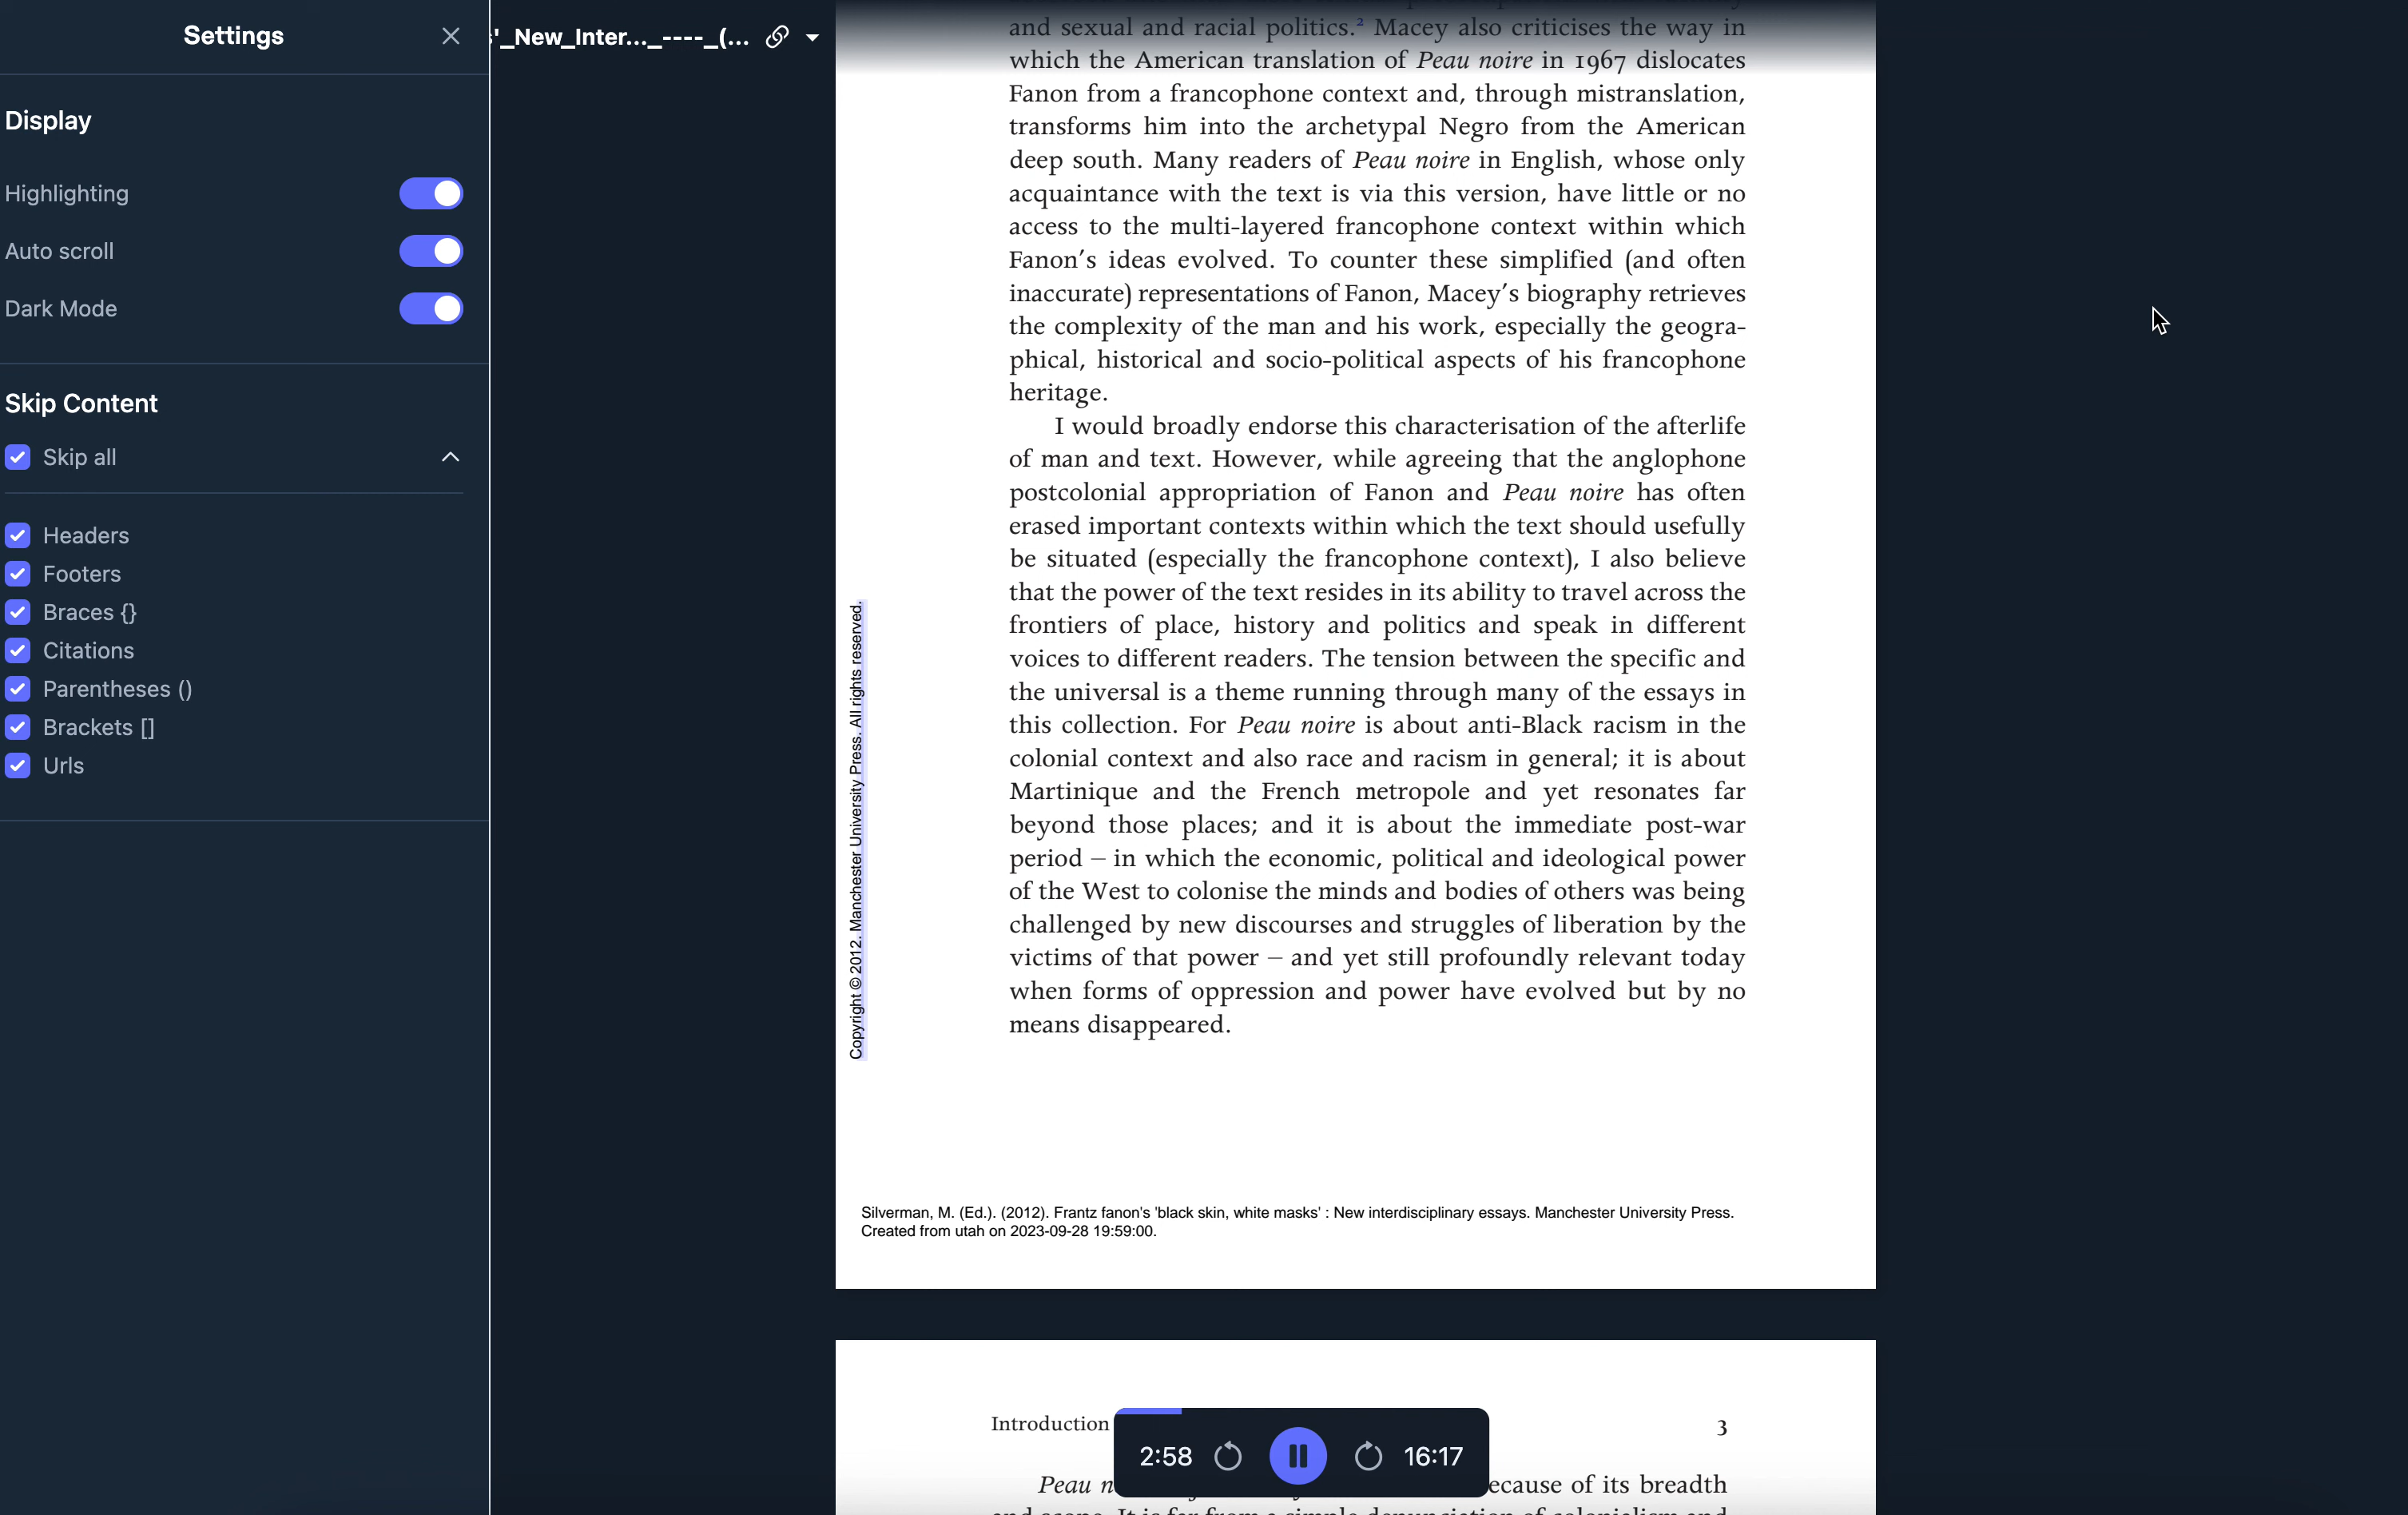 Settings
'_New_Inter..._----_(...
Display
Highlighting
Auto scroll
Dark Mode
Skip Content
Skip all
Headers
Footers
Braces {}
Citations
Parentheses ()
Brackets []
Urls
and sexual and racial politics.² Macey also criticises the way in
which the American translation of Peau noire in 1967 dislocates
Fanon from a francophone context and, through mistranslation,
transforms him into the archetypal Negro from the American
deep south. Many readers of Peau noire in English, whose only
acquaintance with the text is via this version, have little or no
access to the multi-layered francophone context within which
Fanon's ideas evolved. To counter these simplified (and often
inaccurate) representations of Fanon, Macey's biography retrieves
the complexity of the man and his work, especially the geogra-
phical, historical and socio-political aspects of his francophone
heritage.
I would broadly endorse this characterisation of the afterlife
of man and text. However, while agreeing that the anglophone
postcolonial appropriation of Fanon and Peau noire has often
erased important contexts within which the text should usefully
be situated (especially the francophone context), I also believe
that the power of the text resides in its ability to travel across the
frontiers of place, history and politics and speak in different
voices to different readers. The tension between the specific and
the universal is a theme running through many of the essays in
this collection. For Peau noire is about anti-Black racism in the
colonial context and also race and racism in general; it is about
Martinique and the French metropole and yet resonates far
beyond those places; and it is about the immediate post-war
period – in which the economic, political and ideological power
of the West to colonise the minds and bodies of others was being
challenged by new discourses and struggles of liberation by the
victims of that power – and yet still profoundly relevant today
when forms of oppression and power have evolved but by no
means disappeared.
Copyright © 2012. Manchester University Press. All rights reserved.
Silverman, M. (Ed.). (2012). Frantz fanon's 'black skin, white masks' : New interdisciplinary essays. Manchester University Press.
Created from utah on 2023-09-28 19:59:00.
Introduction
3
2:58
16:17
Peau n
ecause of its breadth